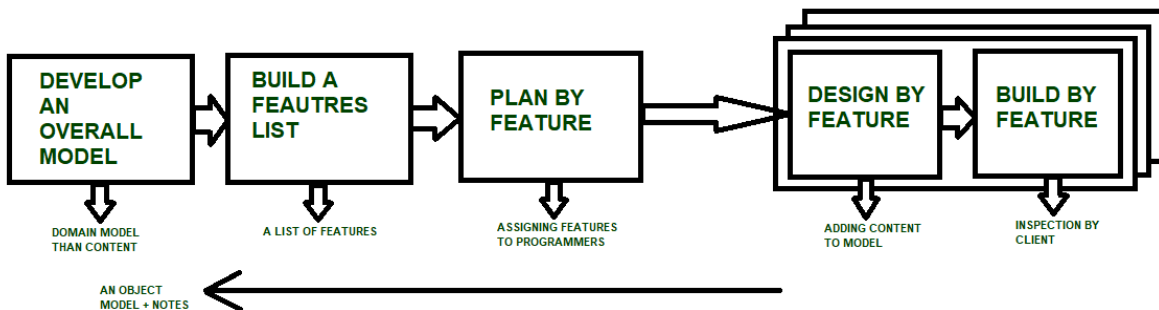 DEVELOP
AN
OVERALL
MODEL
BUILD A
FEAUTRES
LIST
PLAN BY
FEATURE
DESIGN BY
FEATURE
BUILD BY
FEATURE
DOMAIN MODEL
THAN CONTENT
A LIST OF FEATURES
ASSIGNING FEATURES
TO PROGRAMMERS
ADDING CONTENT
TO MODEL
INSPECTION BY
CLIENT
AN OBJECT
MODEL + NOTES